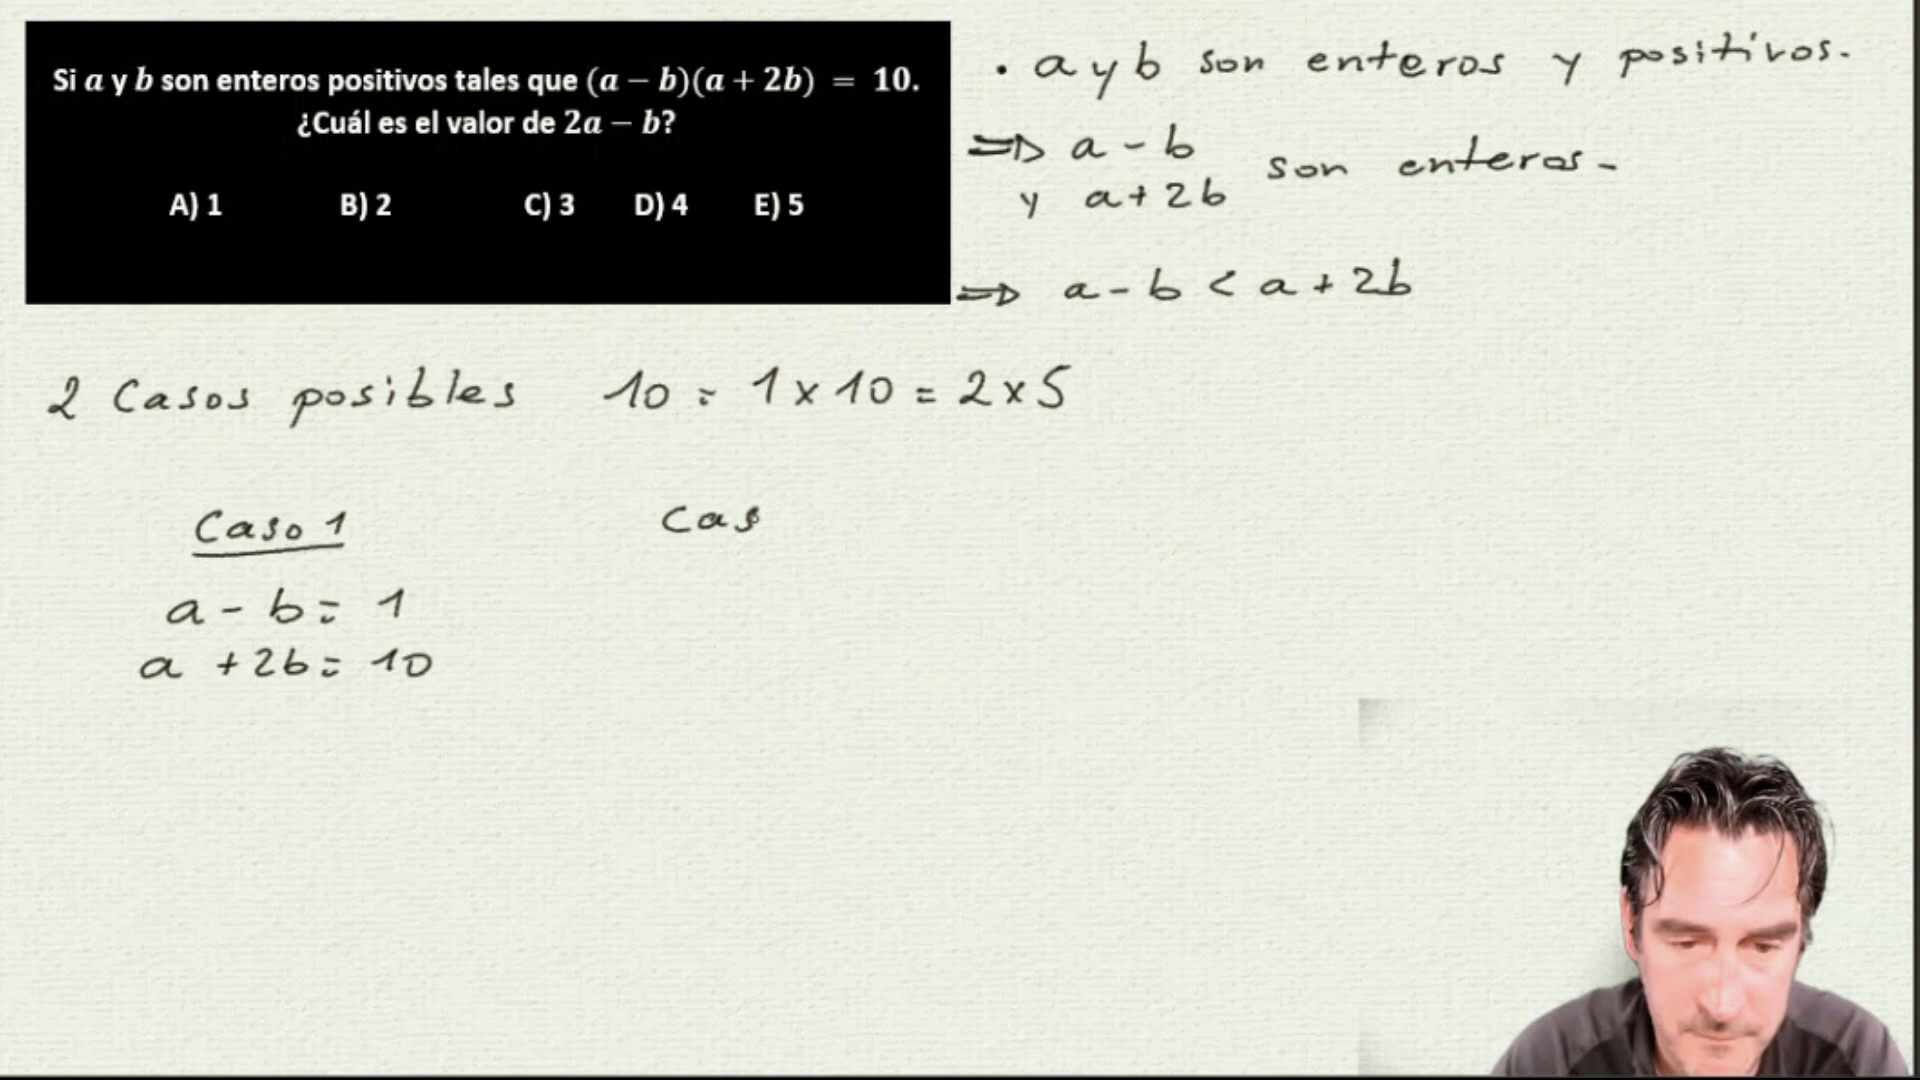 Si a y b son enteros positivos tales que (a − b)(a + 2b) = 10.
¿Cuál es el valor de 2a − b?
A) 1 B) 2 C) 3 D) 4 E) 5
• a y b son enteros y positivos.
⇒ a - b
y a + 2b son enteros -
⇒ a - b < a + 2b
2 Casos posibles 10 = 1 x 10 = 2 x 5
Caso 1
a - b = 1
a + 2b = 10
Cas